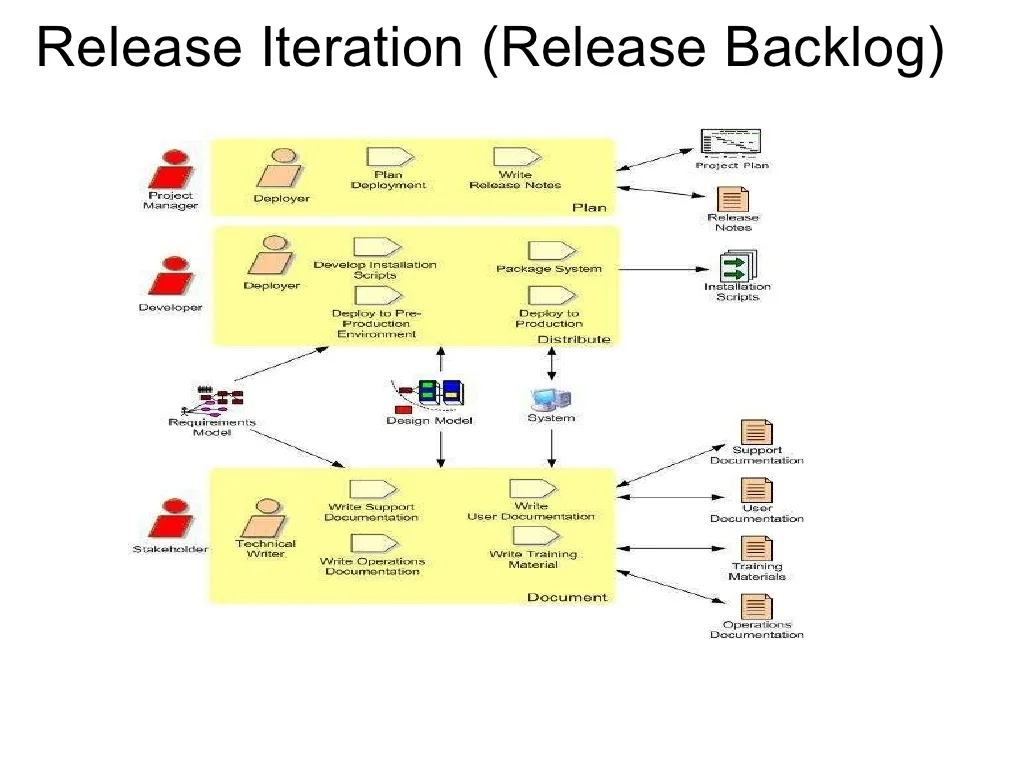 Release Iteration (Release Backlog)
Project
Manager
Deployer
Plan
Deployment
Write
Release Notes
Plan
Project Plan
Release
Notes
Developer
Deployer
Develop Installation
Scripts
Package System
Deploy to Pre-
Production
Environment
Deploy to
Production
Distribute
Installation
Scripts
Requirements
Model
Design Model
System
Stakeholder
Technical
Writer
Write Support
Documentation
Write
User Documentation
Write Operations
Documentation
Write Training
Material
Document
Support
Documentation
User
Documentation
Training
Materials
Operations
Documentation